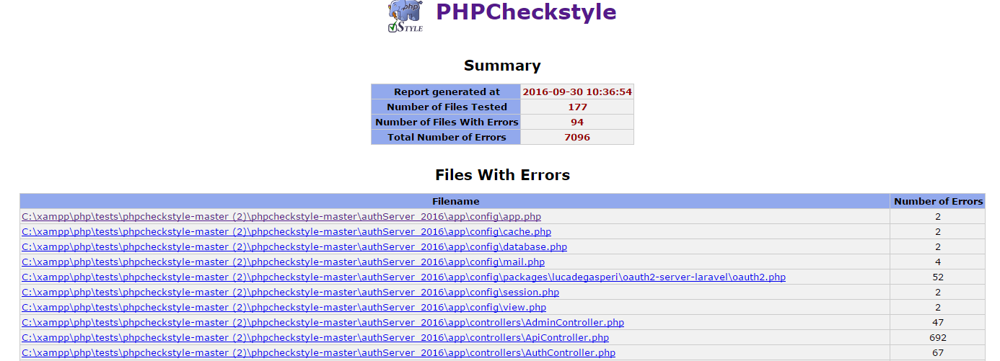 php
STYLE
PHPCheckstyle
Summary
Report generated at 2016-09-30 10:36:54
Number of Files Tested 177
Number of Files With Errors 94
Total Number of Errors 7096
Files With Errors
Filename Number of Errors
C:\xampp\php\tests\phpcheckstyle-master (2)\phpcheckstyle-master\authServer_2016\app\config\app.php 2
C:\xampp\php\tests\phpcheckstyle-master (2)\phpcheckstyle-master\authServer_2016\app\config\cache.php 2
C:\xampp\php\tests\phpcheckstyle-master (2)\phpcheckstyle-master\authServer_2016\app\config\database.php 2
C:\xampp\php\tests\phpcheckstyle-master (2)\phpcheckstyle-master\authServer_2016\app\config\mail.php 4
C:\xampp\php\tests\phpcheckstyle-master (2)\phpcheckstyle-master\authServer_2016\app\config\packages\lucadegasperi\oauth2-server-laravel\oauth2.php 52
C:\xampp\php\tests\phpcheckstyle-master (2)\phpcheckstyle-master\authServer_2016\app\config\session.php 2
C:\xampp\php\tests\phpcheckstyle-master (2)\phpcheckstyle-master\authServer_2016\app\config\view.php 2
C:\xampp\php\tests\phpcheckstyle-master (2)\phpcheckstyle-master\authServer_2016\app\controllers\AdminController.php 47
C:\xampp\php\tests\phpcheckstyle-master (2)\phpcheckstyle-master\authServer_2016\app\controllers\ApiController.php 692
C:\xampp\php\tests\phpcheckstyle-master (2)\phpcheckstyle-master\authServer_2016\app\controllers\AuthController.php 67